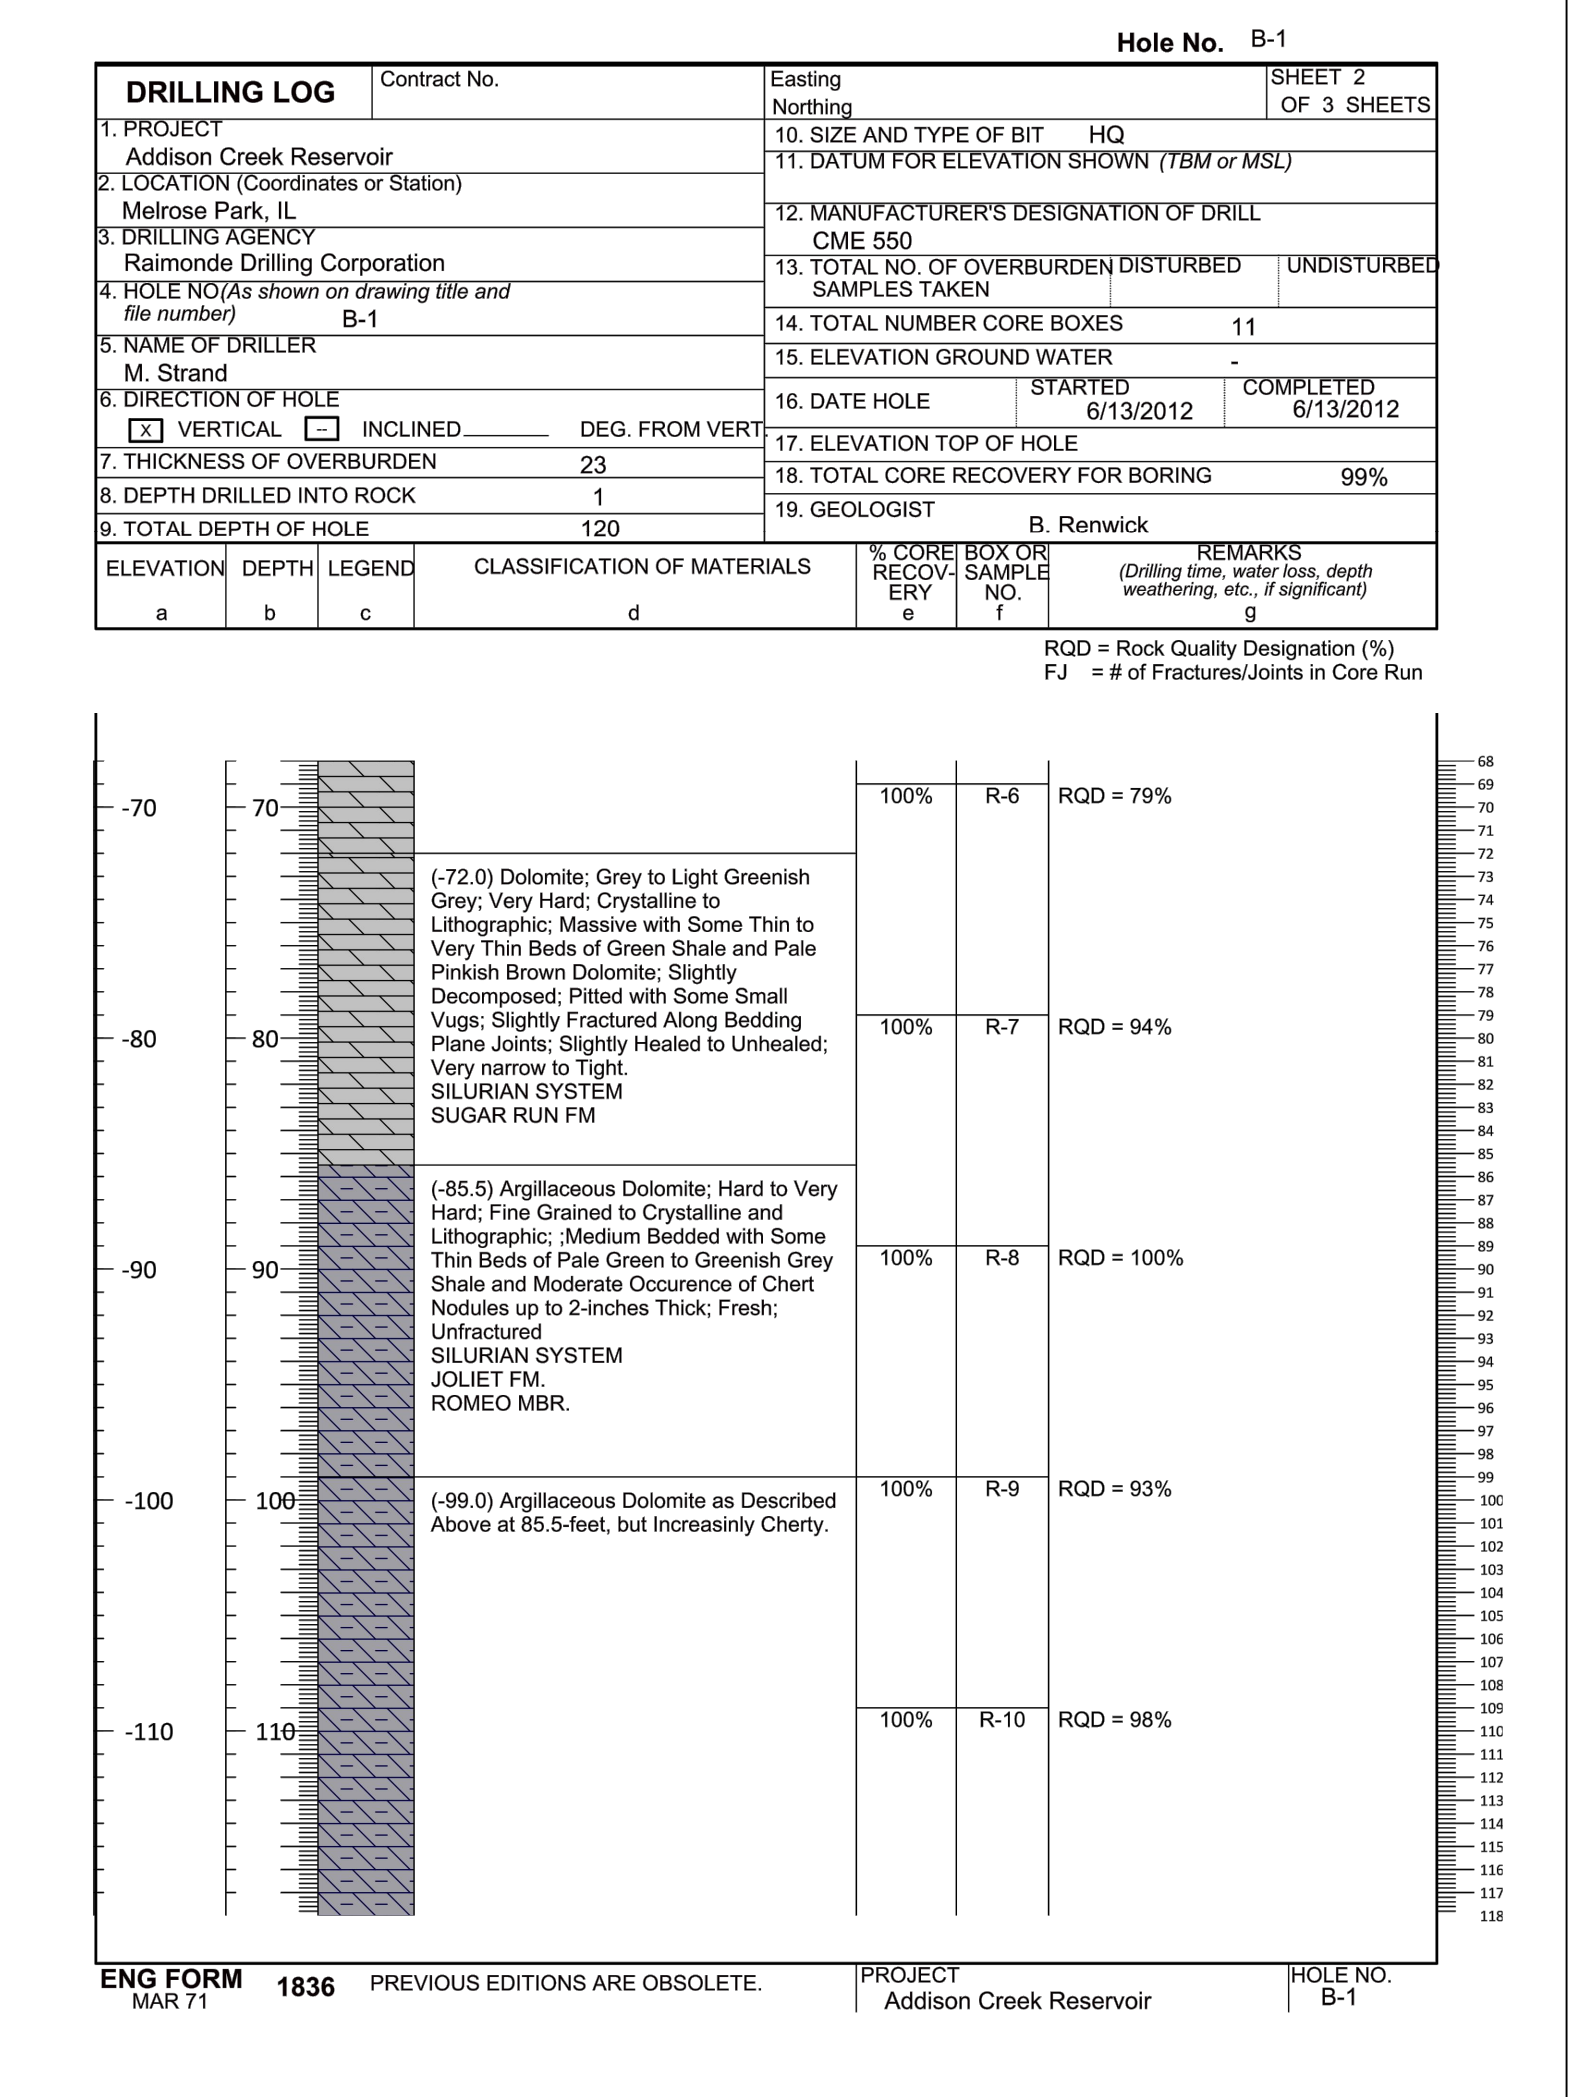 Hole No. B-1
DRILLING LOG
Contract No.
Easting
Northing
SHEET 2
OF 3 SHEETS
1. PROJECT
Addison Creek Reservoir
2. LOCATION (Coordinates or Station)
Melrose Park, IL
3. DRILLING AGENCY
Raimonde Drilling Corporation
4. HOLE NO(As shown on drawing title and
file number) B-1
5. NAME OF DRILLER
M. Strand
6. DIRECTION OF HOLE
X VERTICAL -- INCLINED______ DEG. FROM VERT.
7. THICKNESS OF OVERBURDEN 23
8. DEPTH DRILLED INTO ROCK 1
9. TOTAL DEPTH OF HOLE 120
10. SIZE AND TYPE OF BIT HQ
11. DATUM FOR ELEVATION SHOWN (TBM or MSL)
12. MANUFACTURER'S DESIGNATION OF DRILL
CME 550
13. TOTAL NO. OF OVERBURDEN DISTURBED UNDISTURBED
SAMPLES TAKEN
14. TOTAL NUMBER CORE BOXES 11
15. ELEVATION GROUND WATER -
16. DATE HOLE
STARTED
6/13/2012
COMPLETED
6/13/2012
17. ELEVATION TOP OF HOLE
18. TOTAL CORE RECOVERY FOR BORING 99%
19. GEOLOGIST
B. Renwick
ELEVATION
a
DEPTH
b
LEGEND
c
CLASSIFICATION OF MATERIALS
d
% CORE
RECOV-
ERY
e
BOX OR
SAMPLE
NO.
f
REMARKS
(Drilling time, water loss, depth
weathering, etc., if significant)
g
RQD = Rock Quality Designation (%)
FJ = # of Fractures/Joints in Core Run
-70
-80
-90
-100
-110
70
80
90
100
110
(-72.0) Dolomite; Grey to Light Greenish
Grey; Very Hard; Crystalline to
Lithographic; Massive with Some Thin to
Very Thin Beds of Green Shale and Pale
Pinkish Brown Dolomite; Slightly
Decomposed; Pitted with Some Small
Vugs; Slightly Fractured Along Bedding
Plane Joints; Slightly Healed to Unhealed;
Very narrow to Tight.
SILURIAN SYSTEM
SUGAR RUN FM
(-85.5) Argillaceous Dolomite; Hard to Very
Hard; Fine Grained to Crystalline and
Lithographic; ;Medium Bedded with Some
Thin Beds of Pale Green to Greenish Grey
Shale and Moderate Occurence of Chert
Nodules up to 2-inches Thick; Fresh;
Unfractured
SILURIAN SYSTEM
JOLIET FM.
ROMEO MBR.
(-99.0) Argillaceous Dolomite as Described
Above at 85.5-feet, but Increasinly Cherty.
100% R-6 RQD = 79%
100% R-7 RQD = 94%
100% R-8 RQD = 100%
100% R-9 RQD = 93%
100% R-10 RQD = 98%
68
69
70
71
72
73
74
75
76
77
78
79
80
81
82
83
84
85
86
87
88
89
90
91
92
93
94
95
96
97
98
99
100
101
102
103
104
105
106
107
108
109
110
111
112
113
114
115
116
117
118
ENG FORM 1836 PREVIOUS EDITIONS ARE OBSOLETE.
MAR 71
PROJECT
Addison Creek Reservoir
HOLE NO.
B-1